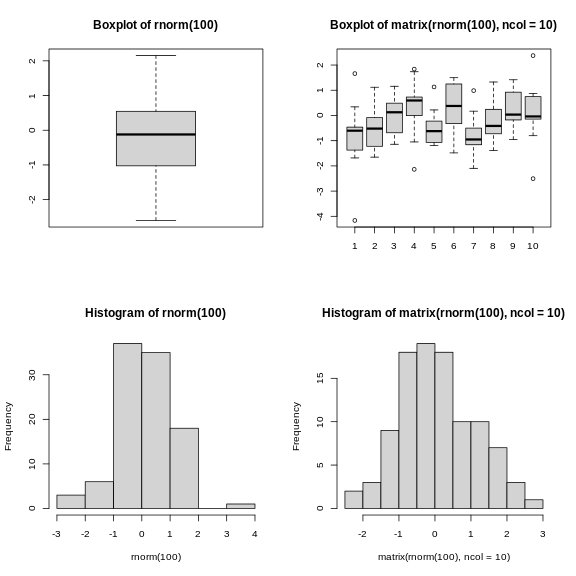 Boxplot of rnorm(100)
2
1
0
-1
-2
Boxplot of matrix(rnorm(100), ncol = 10)
2
1
0
-1
-2
-3
-4
1 2 3 4 5 6 7 8 9 10
Histogram of rnorm(100)
Frequency
30
20
10
0
-3 -2 -1 0 1 2 3 4
rnorm(100)
Histogram of matrix(rnorm(100), ncol = 10)
Frequency
15
10
5
0
-2 -1 0 1 2 3
matrix(rnorm(100), ncol = 10)